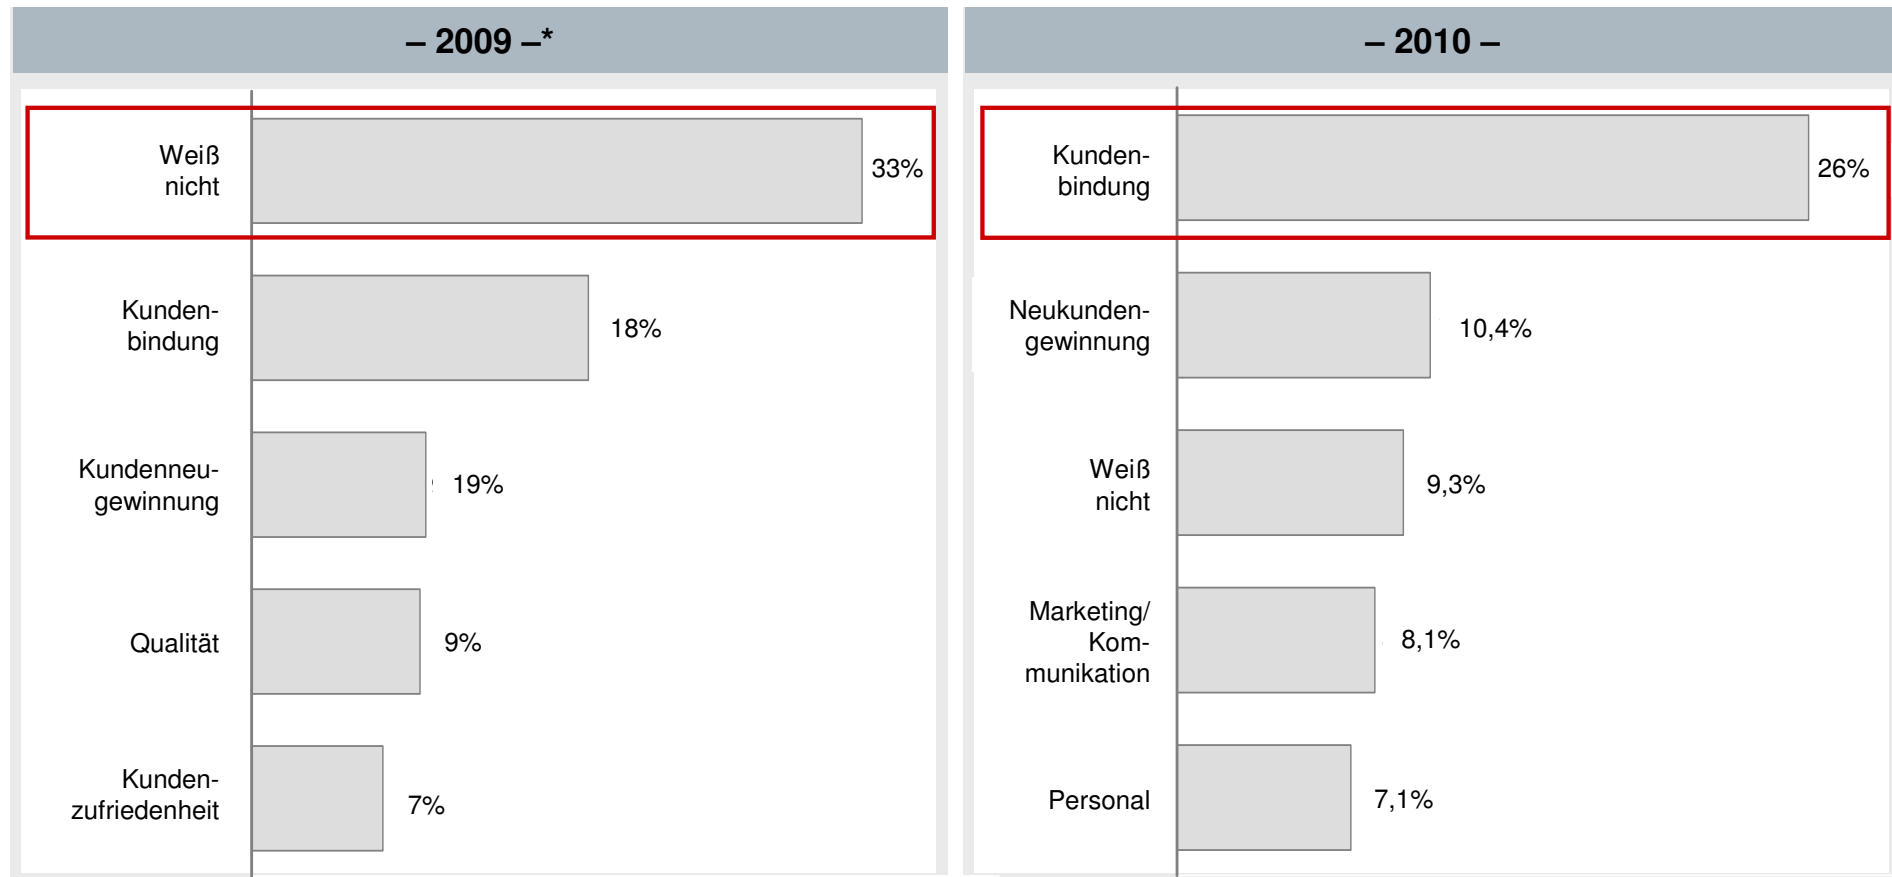 – 2009 –*
Weiß
nicht
33%
Kunden-
bindung
18%
Kundenneu-
gewinnung
19%
Qualität
9%
Kunden-
zufriedenheit
7%
– 2010 –
Kunden-
bindung
26%
Neukunden-
gewinnung
10,4%
Weiß
nicht
9,3%
Marketing/
Kom-
munikation
8,1%
Personal
7,1%